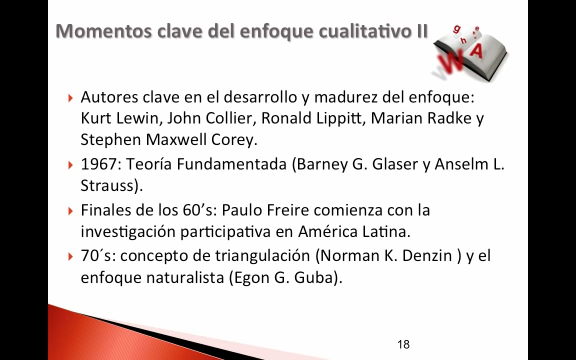 Momentos clave del enfoque cualitativo II
g h e
W A
Autores clave en el desarrollo y madurez del enfoque:
Kurt Lewin, John Collier, Ronald Lippitt, Marian Radke y
Stephen Maxwell Corey.
1967: Teoría Fundamentada (Barney G. Glaser y Anselm L.
Strauss).
Finales de los 60’s: Paulo Freire comienza con la
investigación participativa en América Latina.
70´s: concepto de triangulación (Norman K. Denzin ) y el
enfoque naturalista (Egon G. Guba).
18